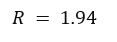 R = 1.94